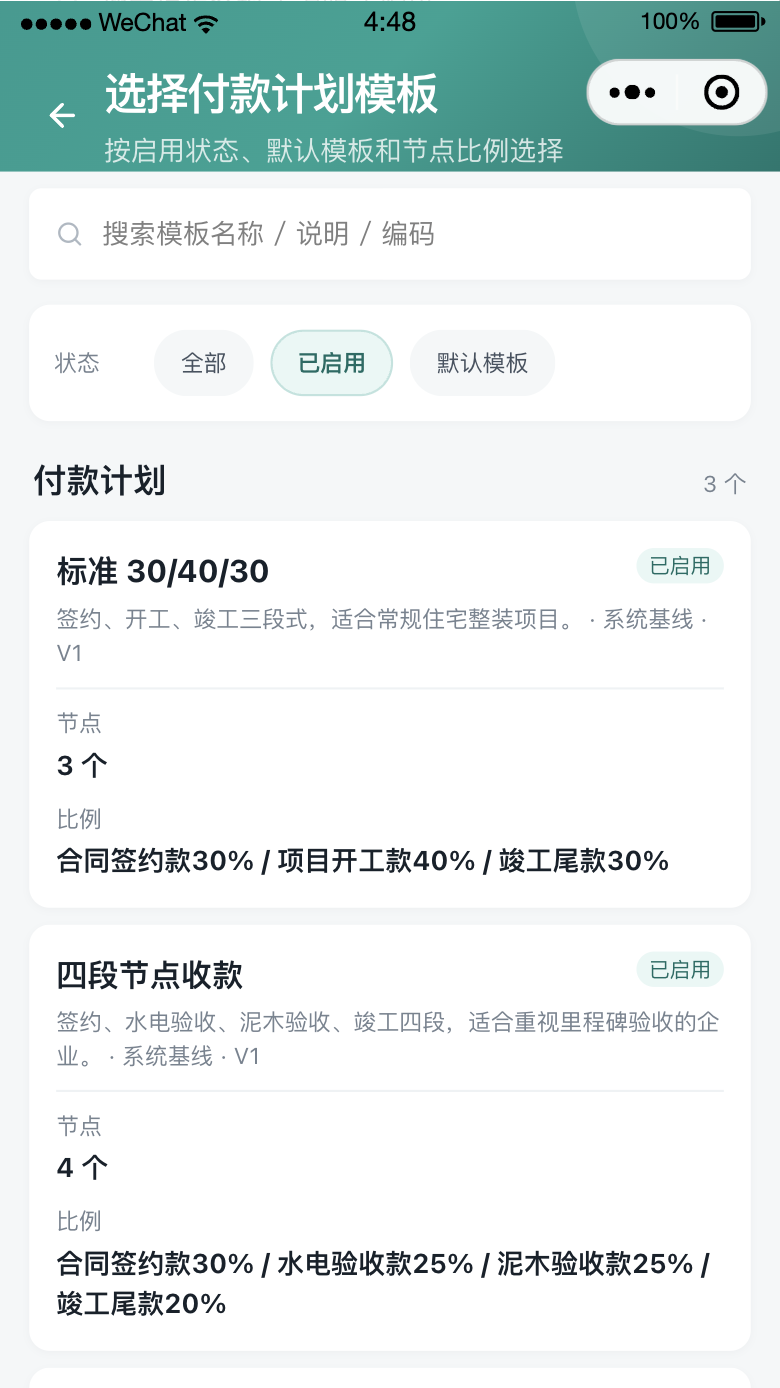 WeChat 4:48 100%
选择付款计划模板
按启用状态、默认模板和节点比例选择
搜索模板名称 / 说明 / 编码
状态 全部 已启用 默认模板
付款计划 3 个
标准 30/40/30 已启用
签约、开工、竣工三段式，适合常规住宅整装项目。 · 系统基线 ·
V1
节点
3 个
比例
合同签约款30% / 项目开工款40% / 竣工尾款30%
四段节点收款 已启用
签约、水电验收、泥木验收、竣工四段，适合重视里程碑验收的企
业。 · 系统基线 · V1
节点
4 个
比例
合同签约款30% / 水电验收款25% / 泥木验收款25% /
竣工尾款20%